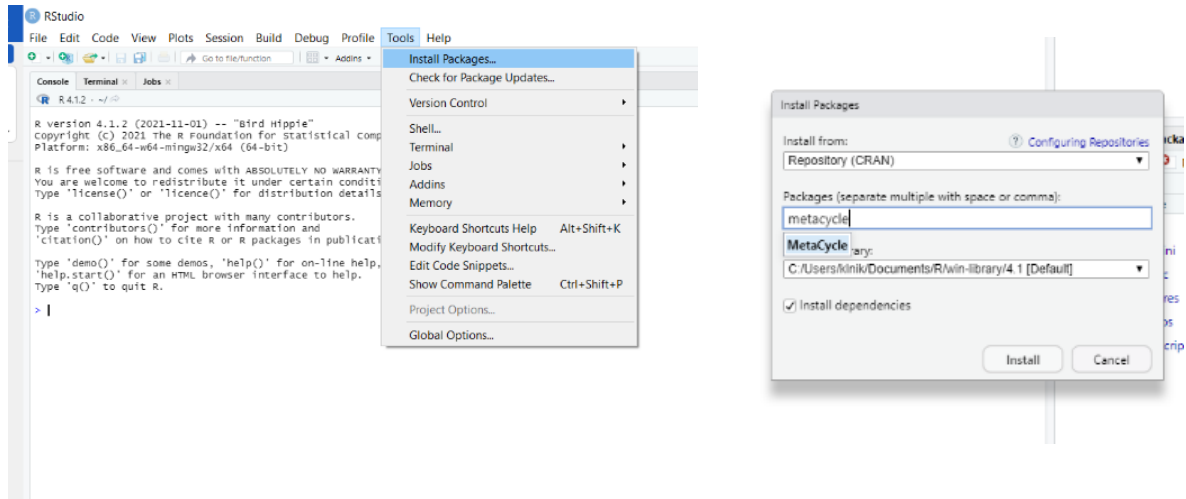 RStudio
File Edit Code View Plots Session Build Debug Profile Tools Help
Go to file/function Addins
Console Terminal Jobs
R 4.1.2 · ~/
R version 4.1.2 (2021-11-01) -- "Bird Hippie"
Copyright (C) 2021 The R Foundation for Statistical comp
Platform: x86_64-w64-mingw32/x64 (64-bit)
R is free software and comes with ABSOLUTELY NO WARRANTY
You are welcome to redistribute it under certain conditi
Type 'license()' or 'licence()' for distribution details
R is a collaborative project with many contributors.
Type 'contributors()' for more information and
'citation()' on how to cite R or R packages in publicati
Type 'demo()' for some demos, 'help()' for on-line help,
'help.start()' for an HTML browser interface to help.
Type 'q()' to quit R.
>
Install Packages...
Check for Package Updates...
Version Control
Shell...
Terminal
Jobs
Addins
Memory
Keyboard Shortcuts Help Alt+Shift+K
Modify Keyboard Shortcuts...
Edit Code Snippets...
Show Command Palette Ctrl+Shift+P
Project Options...
Global Options...
Install Packages
Install from: ? Configuring Repositories
Repository (CRAN)
Packages (separate multiple with space or comma):
metacycle
MetaCycle
rary:
C:/Users/klnik/Documents/R/win-library/4.1 [Default]
Install dependencies
Install Cancel